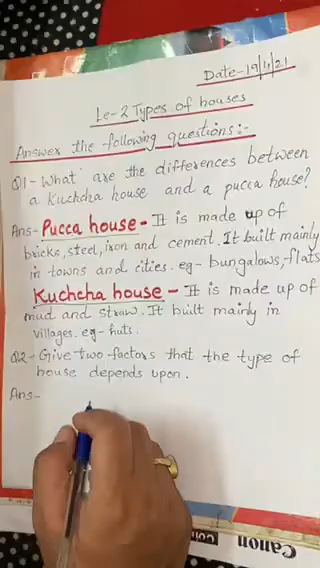 Date-19/4/21
Le-2 Types of houses
Answer the following questions:-
Q1-What are the differences between
a Kuchcha house and a pucca house?
Ans- Pucca house - It is made up of
bricks, steel, iron and cement. It built mainly
in towns and cities. eg- bungalows, flats
Kuchcha house - It is made up of
mud and straw. It built mainly in
villages. eg- huts.
Q2- Give two factors that the type of
house depends upon.
Ans-
Canon